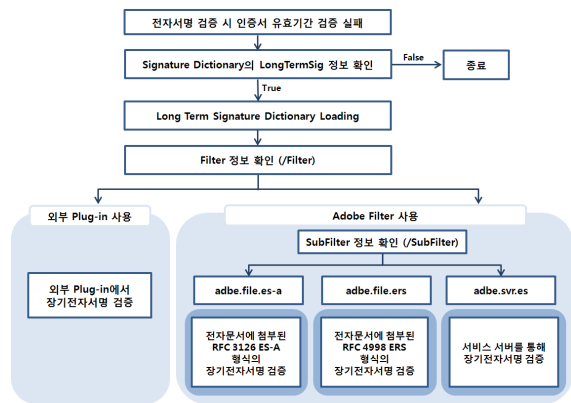 전자서명 검증 시 인증서 유효기간 검증 실패
Signature Dictionary의 LongTermSig 정보 확인
False
종료
True
Long Term Signature Dictionary Loading
Filter 정보 확인 (/Filter)
외부 Plug-in 사용
Adobe Filter 사용
SubFilter 정보 확인 (/SubFilter)
외부 Plug-in에서
장기전자서명 검증
adbe.file.es-a
adbe.file.ers
adbe.svr.es
전자문서에 첨부된
RFC 3126 ES-A
형식의
장기전자서명 검증
전자문서에 첨부된
RFC 4998 ERS
형식의
장기전자서명 검증
서비스 서버를 통해
장기전자서명 검증